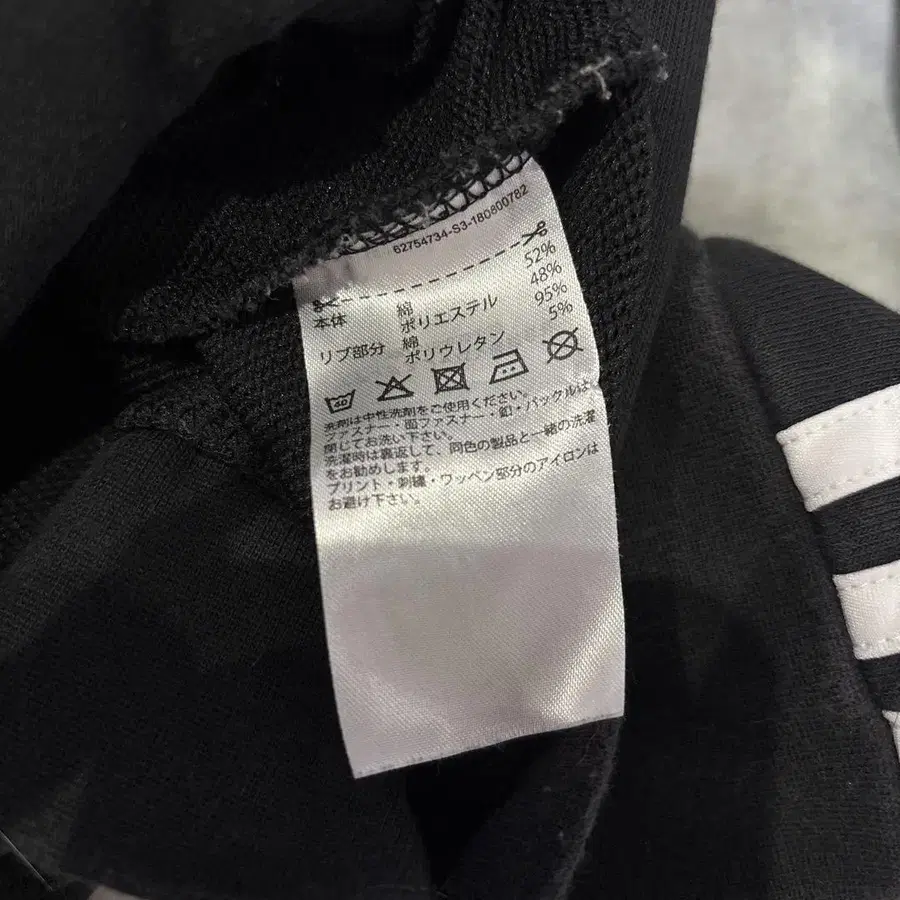 62754734-S3-180800782
本体 綿 52%
ポリエステル 48%
リブ部分 綿 95%
ポリウレタン 5%
40
洗剤は中性洗剤をご使用ください。
ファスナー・面ファスナー・釦・バックルは
閉じてお洗い下さい。
洗濯時は裏返して、同色の製品と一緒の洗濯
をお勧めします。
プリント・刺繍・ワッペン部分のアイロンは
お避け下さい。